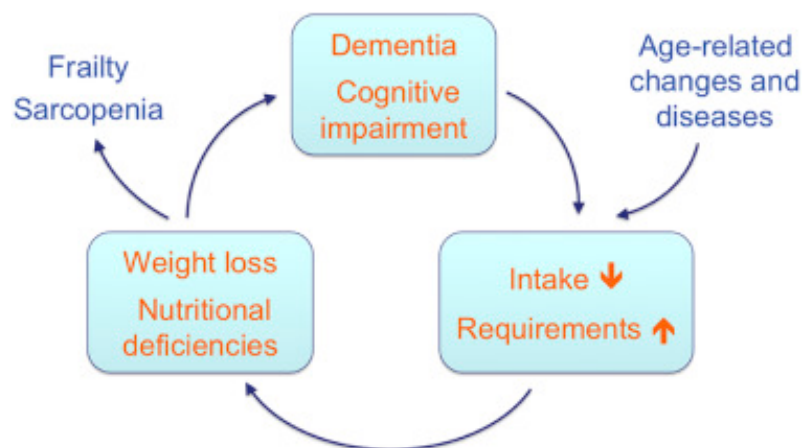 Dementia
Cognitive
impairment
Frailty
Sarcopenia
Age-related
changes and
diseases
Weight loss
Nutritional
deficiencies
Intake ↓
Requirements ↑